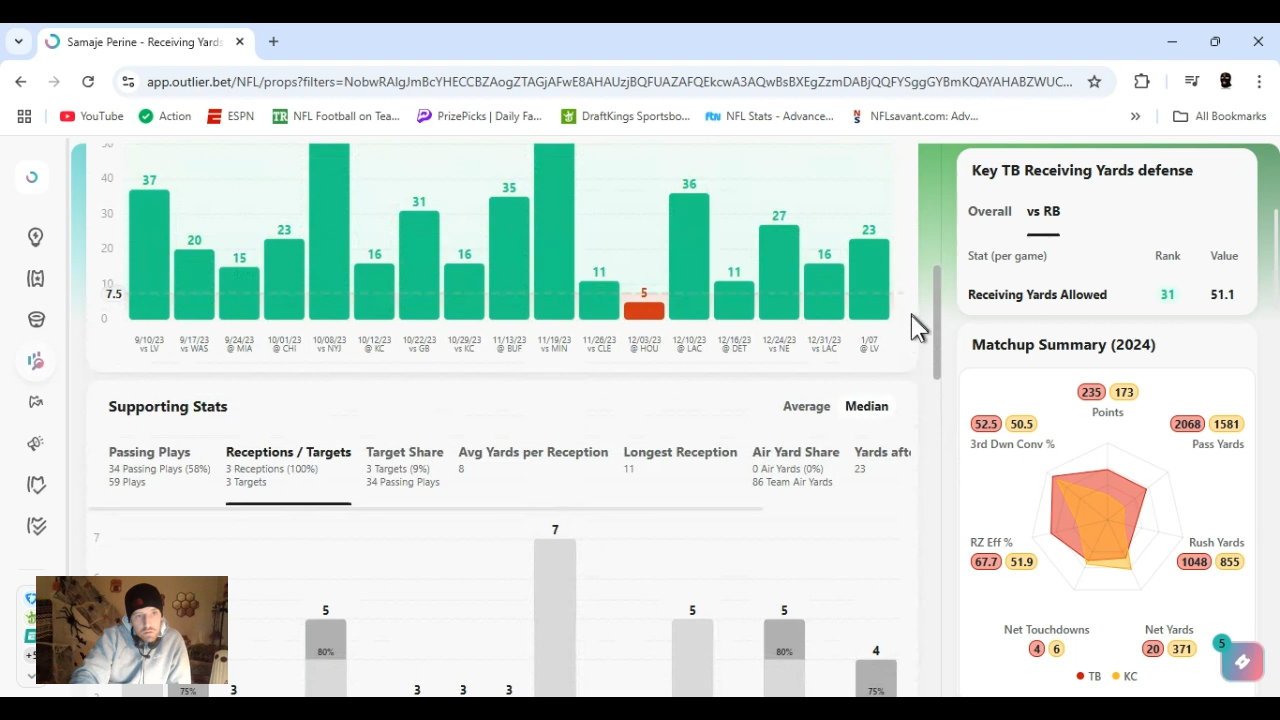 Samaje Perine - Receiving Yards
app.outlier.bet/NFL/props?filters=NobwRAIgJmBcYHECCBZAogZTAGjAFwE8AHAUzjBQFUAZAFQEkcwA3AQwBsBXEgZzmDABjQQFYSggGYBmKQAYAHABZWUC...
YouTube Action ESPN NFL Football on Tea... PrizePicks | Daily Fa... DraftKings Sportsbo... ftn NFL Stats - Advance... NFLsavant.com: Adv... » All Bookmarks
50
40
30
20
10
7.5
0
37 20 15 23 16 31 16 35 11 5 36 11 27 16 23
9/10/23 9/17/23 9/24/23 10/01/23 10/08/23 10/12/23 10/22/23 10/29/23 11/13/23 11/19/23 11/26/23 12/03/23 12/10/23 12/16/23 12/24/23 12/31/23 1/07
vs LV vs WAS @ MIA @ CHI vs NYJ @ KC vs GB vs KC @ BUF vs MIN vs CLE @ HOU @ LAC @ DET vs NE vs LAC @ LV
Supporting Stats
Average Median
Passing Plays Receptions / Targets Target Share Avg Yards per Reception Longest Reception Air Yard Share Yards aft
34 Passing Plays (58%) 3 Receptions (100%) 3 Targets (9%) 8 11 0 Air Yards (0%) 23
59 Plays 3 Targets 34 Passing Plays 86 Team Air Yards
7
7
5 5 5
80% 80%
4
75% 3 3 3 3 75%
Key TB Receiving Yards defense
Overall vs RB
Stat (per game) Rank Value
Receiving Yards Allowed 31 51.1
Matchup Summary (2024)
235 173
Points
52.5 50.5
3rd Dwn Conv %
2068 1581
Pass Yards
RZ Eff %
67.7 51.9
Rush Yards
1048 855
Net Touchdowns
4 6
Net Yards
20 371
TB KC
5